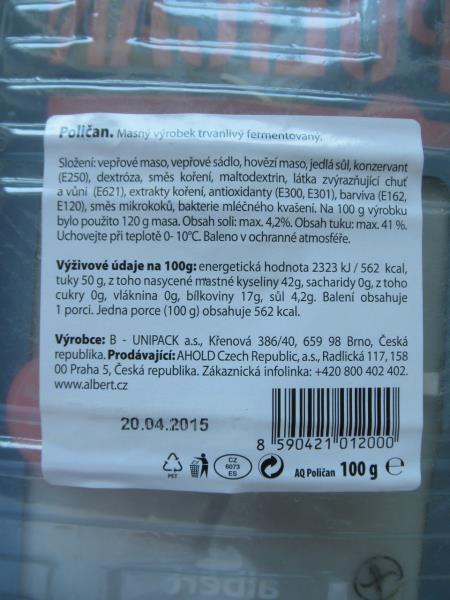 Poličan. Masný výrobek trvanlivý fermentovaný.
Složení: vepřové maso, vepřové sádlo, hovězí maso, jedlá sůl, konzervant
(E250), dextróza, směs koření, maltodextrin, látka zvýrazňující chuť
a vůni (E621), extrakty koření, antioxidanty (E300, E301), barviva (E162,
E120), směs mikrokoků, bakterie mléčného kvašení. Na 100 g výrobku
bylo použito 120 g masa. Obsah soli: max. 4,2%. Obsah tuku: max. 41 %.
Uchovejte při teplotě 0- 10°C. Baleno v ochranné atmosféře.
Výživové údaje na 100g: energetická hodnota 2323 kJ / 562 kcal,
tuky 50 g, z toho nasycené mastné kyseliny 42g, sacharidy 0g, z toho
cukry 0g, vláknina 0g, bílkoviny 17g, sůl 4,2g. Balení obsahuje
1 porci. Jedna porce (100 g) obsahuje 562 kcal.
Výrobce: B - UNIPACK a.s., Křenová 386/40, 659 98 Brno, Česká
republika. Prodávající: AHOLD Czech Republic, a.s., Radlická 117, 158
00 Praha 5, Česká republika. Zákaznická infolinka: +420 800 402 402.
www.albert.cz
20.04.2015
8 590421 012000
PET
CZ
6073
ES
AQ Poličan 100 g e
albert